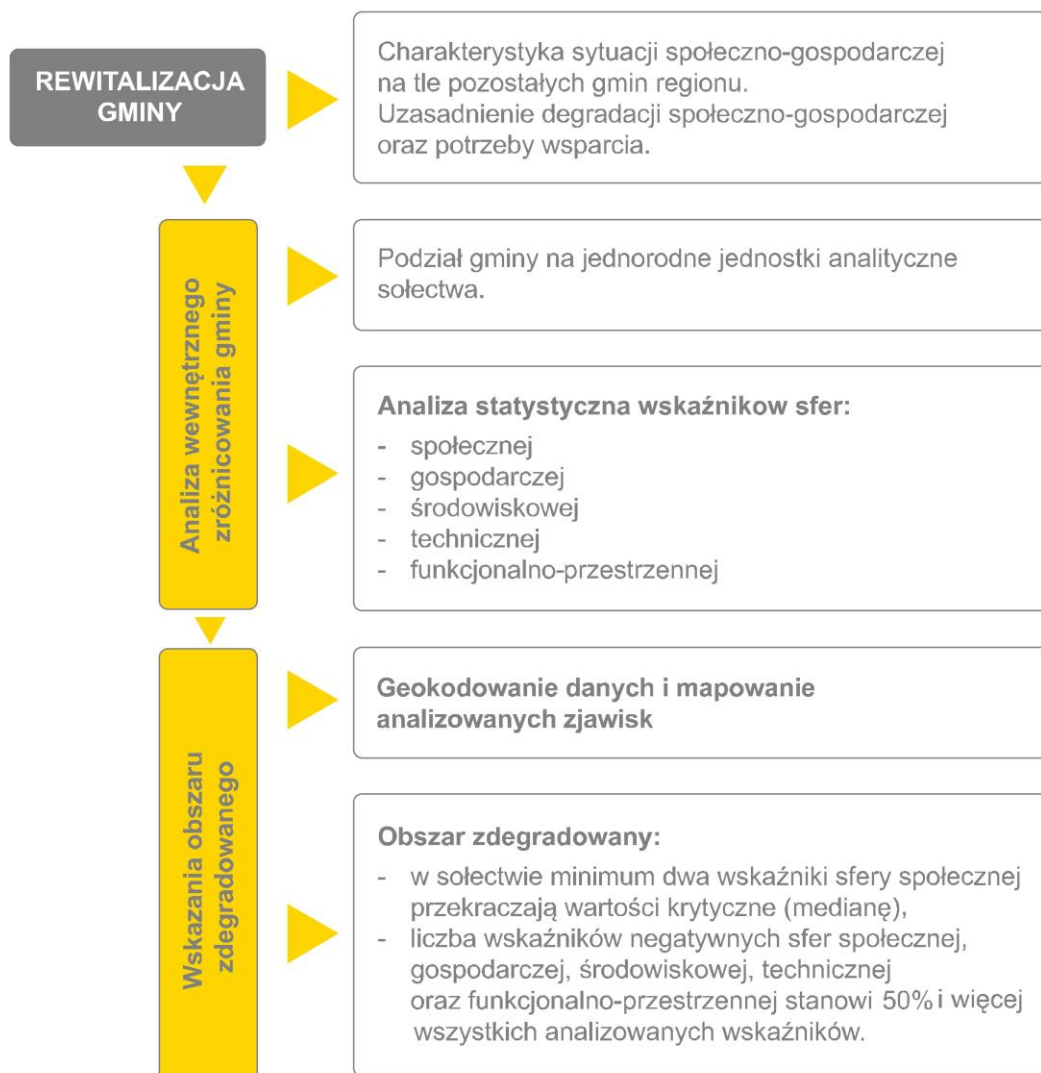 REWITALIZACJA
GMINY
Charakterystyka sytuacji społeczno-gospodarczej
na tle pozostałych gmin regionu.
Uzasadnienie degradacji społeczno-gospodarczej
oraz potrzeby wsparcia.
Analiza wewnętrznego
zróżnicowania gminy
Podział gminy na jednorodne jednostki analityczne
sołectwa.
Analiza statystyczna wskaźnikow sfer:
- społecznej
- gospodarczej
- środowiskowej
- technicznej
- funkcjonalno-przestrzennej
Wskazania obszaru
zdegradowanego
Geokodowanie danych i mapowanie
analizowanych zjawisk
Obszar zdegradowany:
- w sołectwie minimum dwa wskaźniki sfery społecznej
przekraczają wartości krytyczne (medianę),
- liczba wskaźników negatywnych sfer społecznej,
gospodarczej, środowiskowej, technicznej
oraz funkcjonalno-przestrzennej stanowi 50% i więcej
wszystkich analizowanych wskaźników.